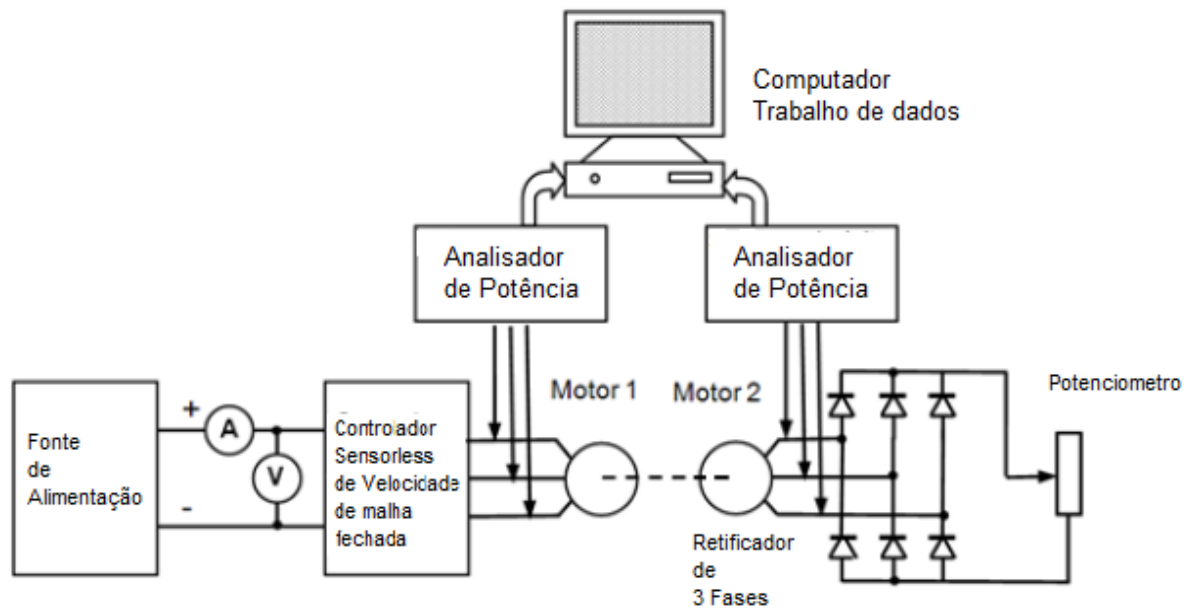 Computador
Trabalho de dados
Analisador
de Potência
Analisador
de Potência
Motor 1
Motor 2
Potenciometro
Fonte
de
Alimentação
+
A
V
-
Controlador
Sensorless
de Velocidade
de malha
fechada
Retificador
de
3 Fases